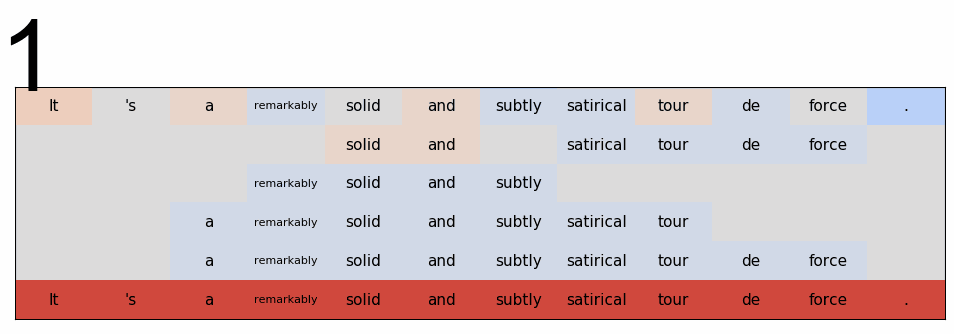 1
It 's a remarkably solid and subtly satirical tour de force .
solid and satirical tour de force
remarkably solid and subtly
a remarkably solid and subtly satirical tour
a remarkably solid and subtly satirical tour de force
It 's a remarkably solid and subtly satirical tour de force .